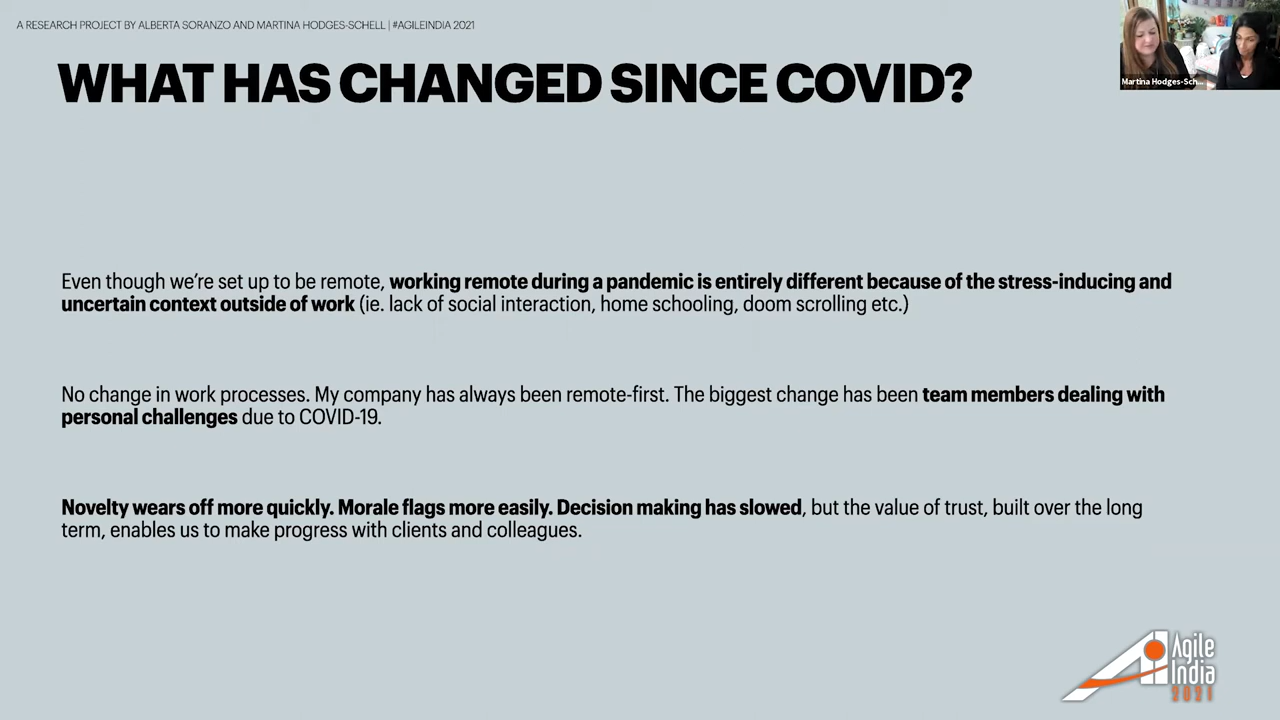 A RESEARCH PROJECT BY ALBERTA SORANZO AND MARTINA HODGES-SCHELL | #AGILEINDIA 2021
WHAT HAS CHANGED SINCE COVID?
Martina Hodges-Sch...
Even though we’re set up to be remote, working remote during a pandemic is entirely different because of the stress-inducing and
uncertain context outside of work (ie. lack of social interaction, home schooling, doom scrolling etc.)
No change in work processes. My company has always been remote-first. The biggest change has been team members dealing with
personal challenges due to COVID-19.
Novelty wears off more quickly. Morale flags more easily. Decision making has slowed, but the value of trust, built over the long
term, enables us to make progress with clients and colleagues.
Agile
India
2021